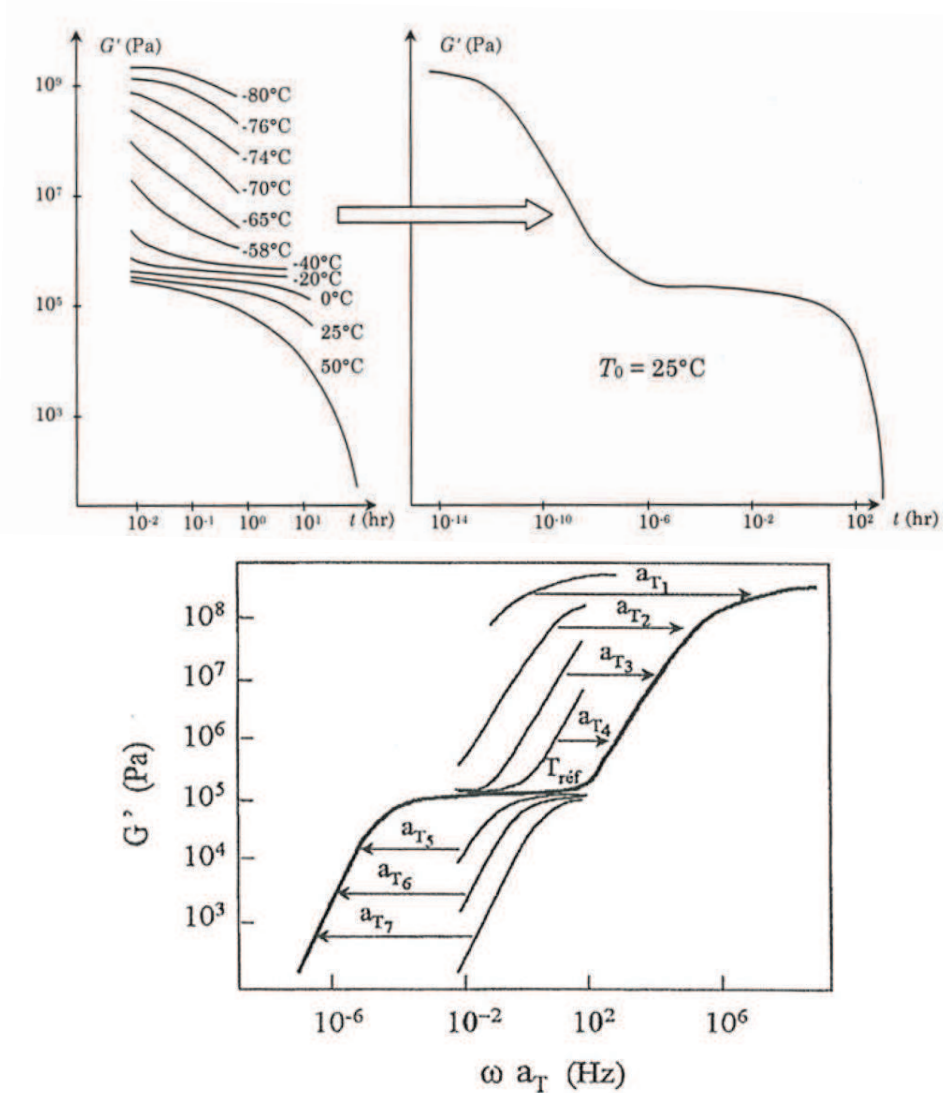 G' (Pa)
10⁹
10⁷
10⁵
10³
-80°C
-76°C
-74°C
-70°C
-65°C
-58°C
-40°C
-20°C
0°C
25°C
50°C
10⁻² 10⁻¹ 10⁰ 10¹ t (hr)
G' (Pa)
T₀ = 25°C
10⁻¹⁴ 10⁻¹⁰ 10⁻⁶ 10⁻² 10² t (hr)
G' (Pa)
10⁸
10⁷
10⁶
10⁵
10⁴
10³
a_T₁
a_T₂
a_T₃
a_T₄
T_réf
a_T₅
a_T₆
a_T₇
10⁻⁶ 10⁻² 10² 10⁶
ω a_T (Hz)